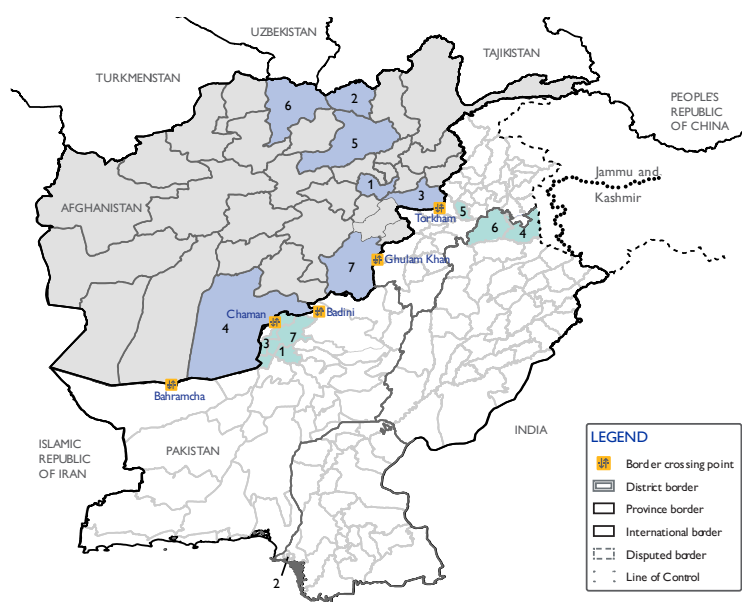 UZBEKISTAN
TAJIKISTAN
TURKMENISTAN
PEOPLE'S
REPUBLIC
OF CHINA
2
6
5
Jammu and
Kashmir
1
3
AFGHANISTAN
Torkham
5
6
4
7
Ghulam Khan
4
Chaman
Badini
3
7
1
Bahramcha
INDIA
ISLAMIC
REPUBLIC
OF IRAN
PAKISTAN
2
LEGEND
Border crossing point
District border
Province border
International border
Disputed border
Line of Control